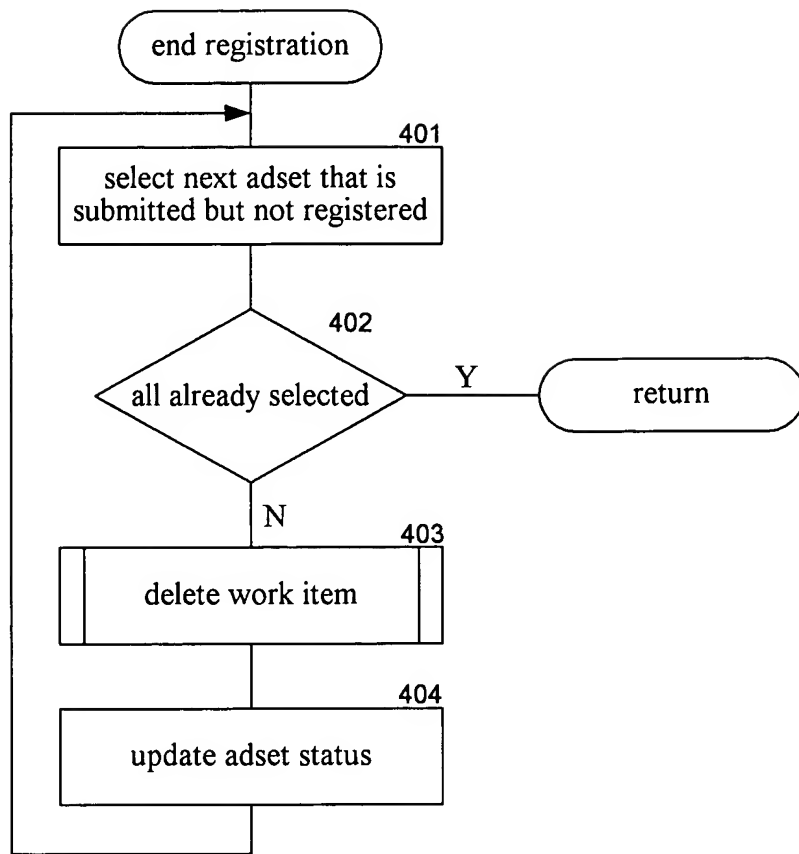 end registration
401
select next adset that is
submitted but not registered
402
all already selected
Y
return
N
403
delete work item
404
update adset status